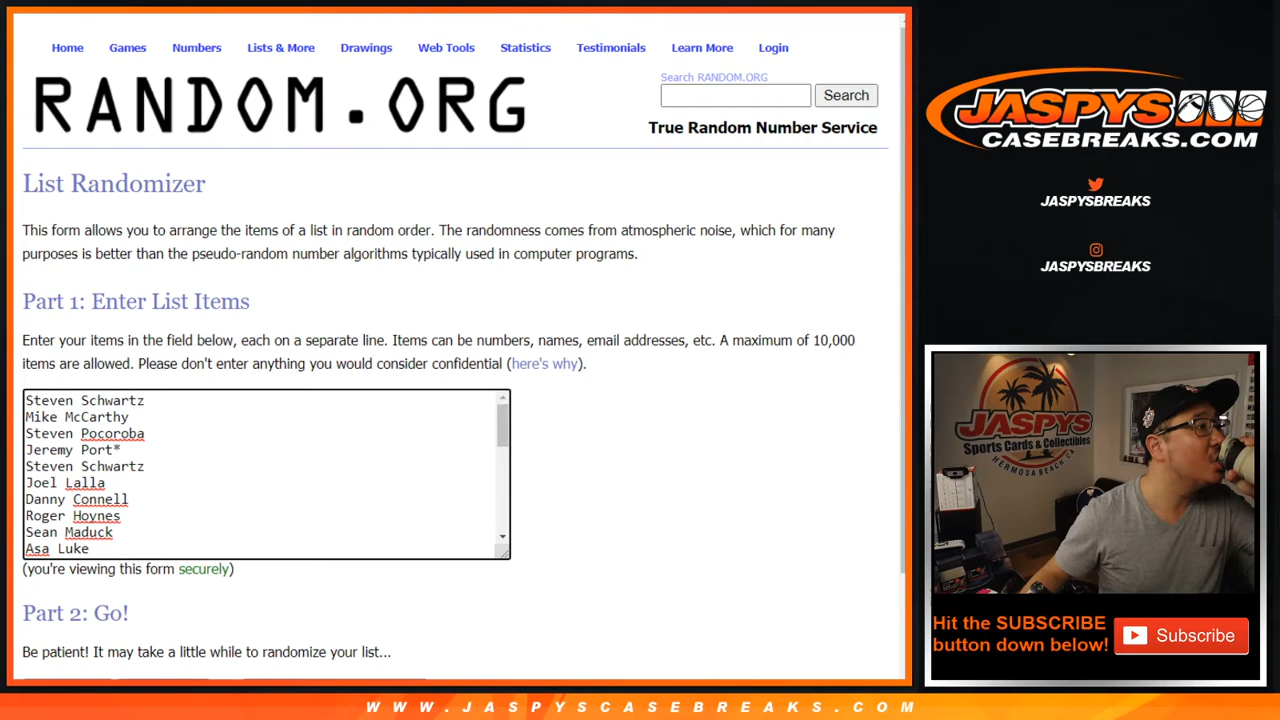 Home Games Numbers Lists & More Drawings Web Tools Statistics Testimonials Learn More Login
RANDOM.ORG
Search RANDOM.ORG
Search
True Random Number Service
List Randomizer
This form allows you to arrange the items of a list in random order. The randomness comes from atmospheric noise, which for many
purposes is better than the pseudo-random number algorithms typically used in computer programs.
Part 1: Enter List Items
Enter your items in the field below, each on a separate line. Items can be numbers, names, email addresses, etc. A maximum of 10,000
items are allowed. Please don't enter anything you would consider confidential (here's why).
Steven Schwartz
Mike McCarthy
Steven Pocoroba
Jeremy Port*
Steven Schwartz
Joel Lalla
Danny Connell
Roger Hoynes
Sean Maduck
Asa Luke
(you're viewing this form securely)
Part 2: Go!
Be patient! It may take a little while to randomize your list...
JASPYS
CASEBREAKS.COM
JASPYSBREAKS
JASPYSBREAKS
JASPYS
Sports Cards & Collectibles
HERMOSA BEACH, CA
Hit the SUBSCRIBE
button down below!
Subscribe
WWW.JASPYSCASEBREAKS.COM